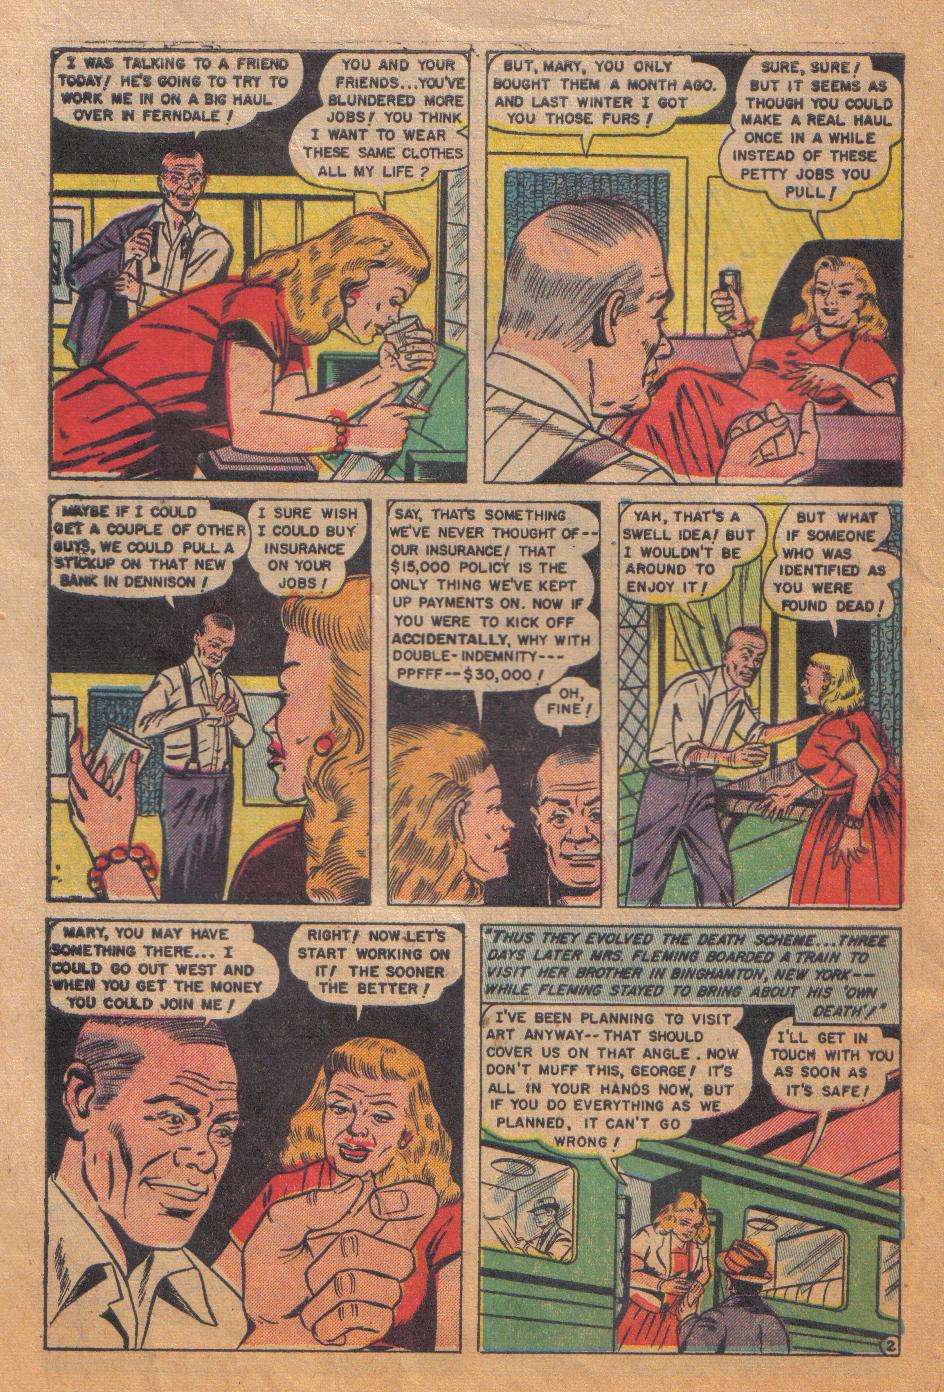 I WAS TALKING TO A FRIEND
TODAY! HE'S GOING TO TRY TO
WORK ME IN ON A BIG HAUL
OVER IN FERNDALE!
YOU AND YOUR
FRIENDS...YOU'VE
BLUNDERED MORE
JOBS! YOU THINK
I WANT TO WEAR
THESE SAME CLOTHES
ALL MY LIFE?
BUT, MARY, YOU ONLY
BOUGHT THEM A MONTH AGO.
AND LAST WINTER I GOT
YOU THOSE FURS!
SURE, SURE!
BUT IT SEEMS AS
THOUGH YOU COULD
MAKE A REAL HAUL
ONCE IN A WHILE
INSTEAD OF THESE
PETTY JOBS YOU
PULL!
MAYBE IF I COULD
GET A COUPLE OF OTHER
GUYS, WE COULD PULL A
STICKUP ON THAT NEW
BANK IN DENNISON!
I SURE WISH
I COULD BUY
INSURANCE
ON YOUR
JOBS!
SAY, THAT'S SOMETHING
WE'VE NEVER THOUGHT OF--
OUR INSURANCE! THAT
$15,000 POLICY IS THE
ONLY THING WE'VE KEPT
UP PAYMENTS ON. NOW IF
YOU WERE TO KICK OFF
ACCIDENTALLY, WHY WITH
DOUBLE-INDEMNITY---
PPFFF--$30,000!
OH,
FINE!
YAH, THAT'S A
SWELL IDEA! BUT
I WOULDN'T BE
AROUND TO
ENJOY IT!
BUT WHAT
IF SOMEONE
WHO WAS
IDENTIFIED AS
YOU WERE
FOUND DEAD!
MARY, YOU MAY HAVE
SOMETHING THERE... I
COULD GO OUT WEST AND
WHEN YOU GET THE MONEY
YOU COULD JOIN ME!
RIGHT! NOW LET'S
START WORKING ON
IT! THE SOONER
THE BETTER!
"THUS THEY EVOLVED THE DEATH SCHEME...THREE
DAYS LATER MRS. FLEMING BOARDED A TRAIN TO
VISIT HER BROTHER IN BINGHAMTON, NEW YORK--
WHILE FLEMING STAYED TO BRING ABOUT HIS 'OWN
DEATH'!"
I'VE BEEN PLANNING TO VISIT
ART ANYWAY--THAT SHOULD
COVER US ON THAT ANGLE. NOW
DON'T MUFF THIS, GEORGE! IT'S
ALL IN YOUR HANDS NOW, BUT
IF YOU DO EVERYTHING AS WE
PLANNED, IT CAN'T GO
WRONG!
I'LL GET IN
TOUCH WITH YOU
AS SOON AS
IT'S SAFE!
2